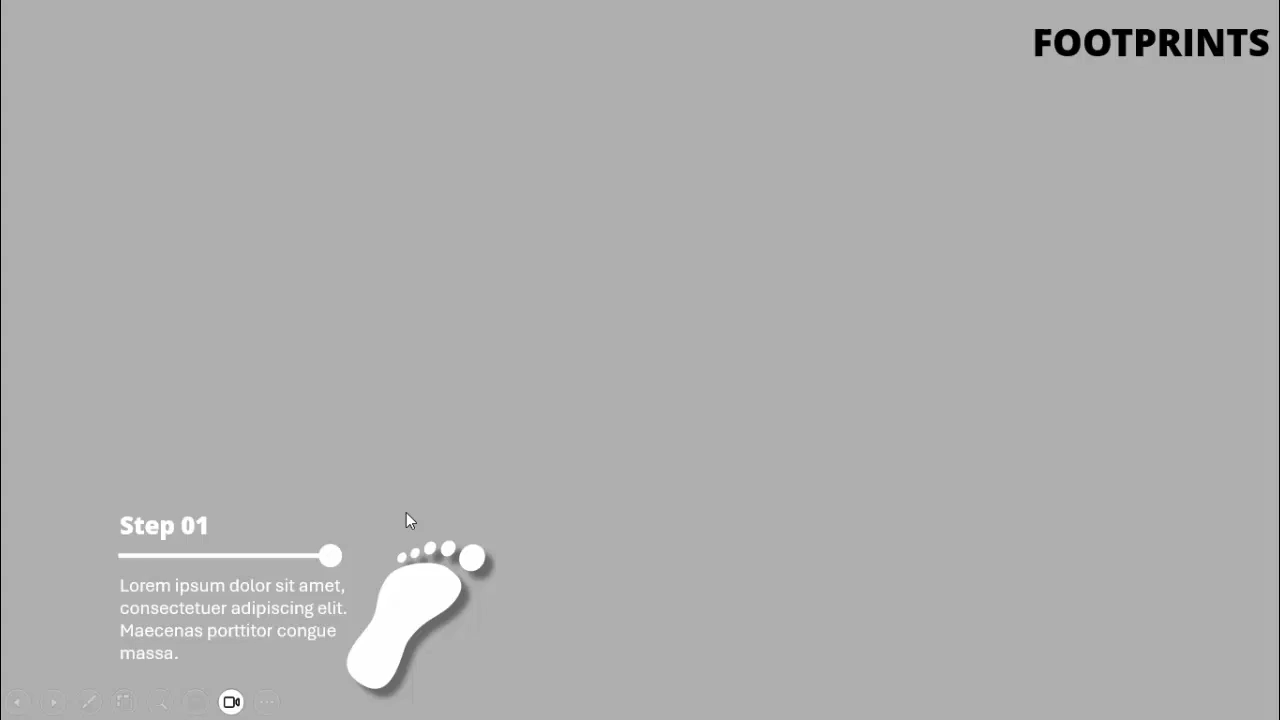 FOOTPRINTS
Step 01
Lorem ipsum dolor sit amet,
consectetuer adipiscing elit.
Maecenas porttitor congue
massa.